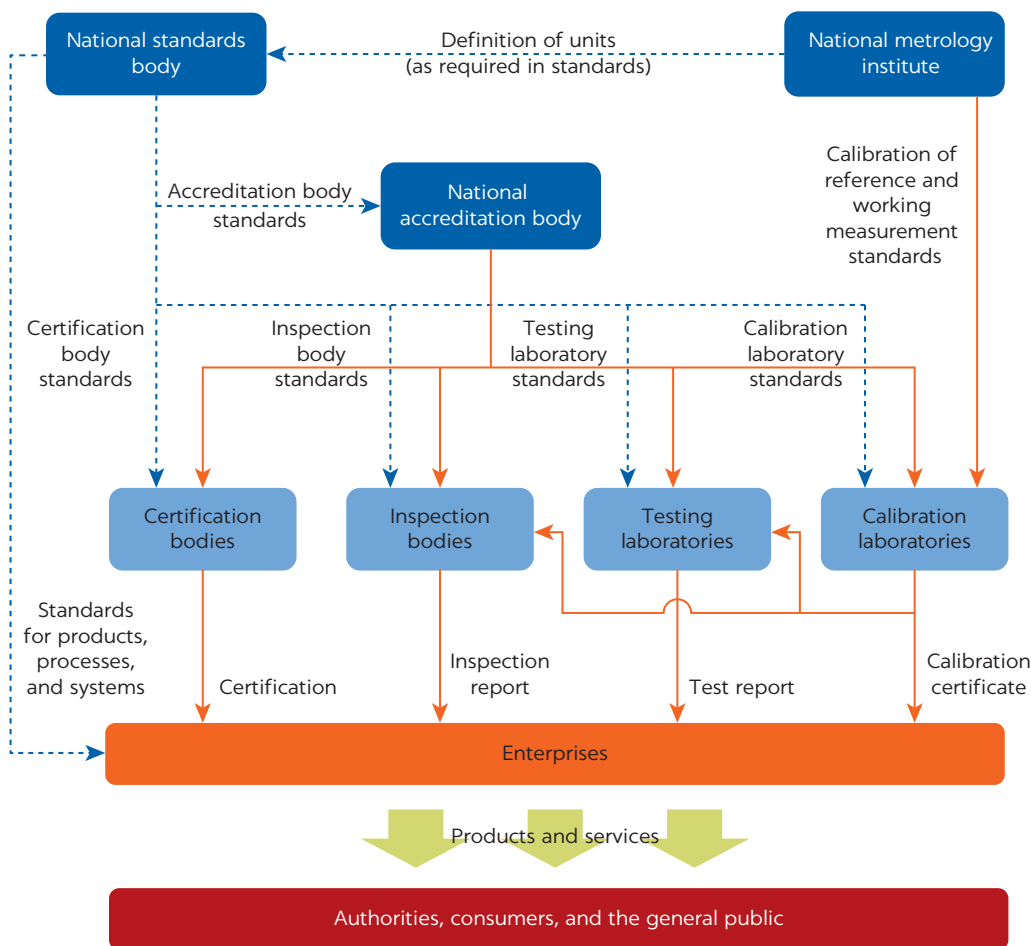 National standards
body
Definition of units
(as required in standards)
National metrology
institute
Accreditation body
standards
National
accreditation body
Calibration of
reference and
working
measurement
standards
Certification
body
standards
Inspection
body
standards
Testing
laboratory
standards
Calibration
laboratory
standards
Certification
bodies
Inspection
bodies
Testing
laboratories
Calibration
laboratories
Standards
for products,
processes,
and systems
Certification
Inspection
report
Test report
Calibration
certificate
Enterprises
Products and services
Authorities, consumers, and the general public